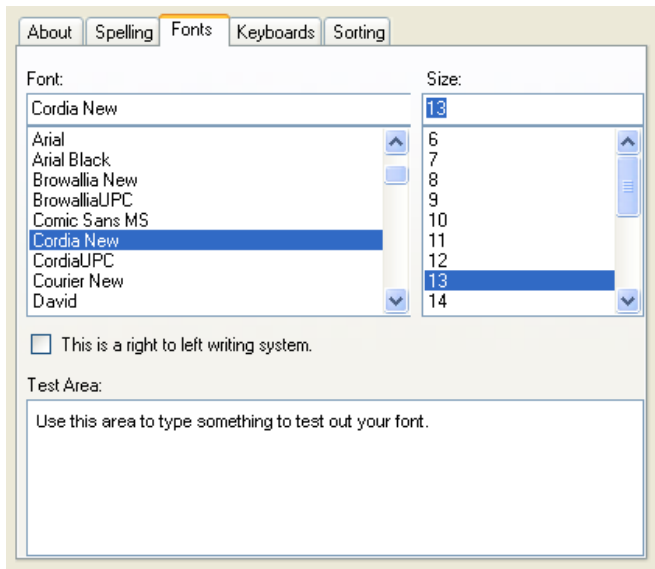 About Spelling Fonts Keyboards Sorting
Font: Size:
Cordia New 13
Arial 6
Arial Black 7
Browallia New 8
BrowalliaUPC 9
Comic Sans MS 10
Cordia New 11
CordiaUPC 12
Courier New 13
David 14
This is a right to left writing system.
Test Area:
Use this area to type something to test out your font.